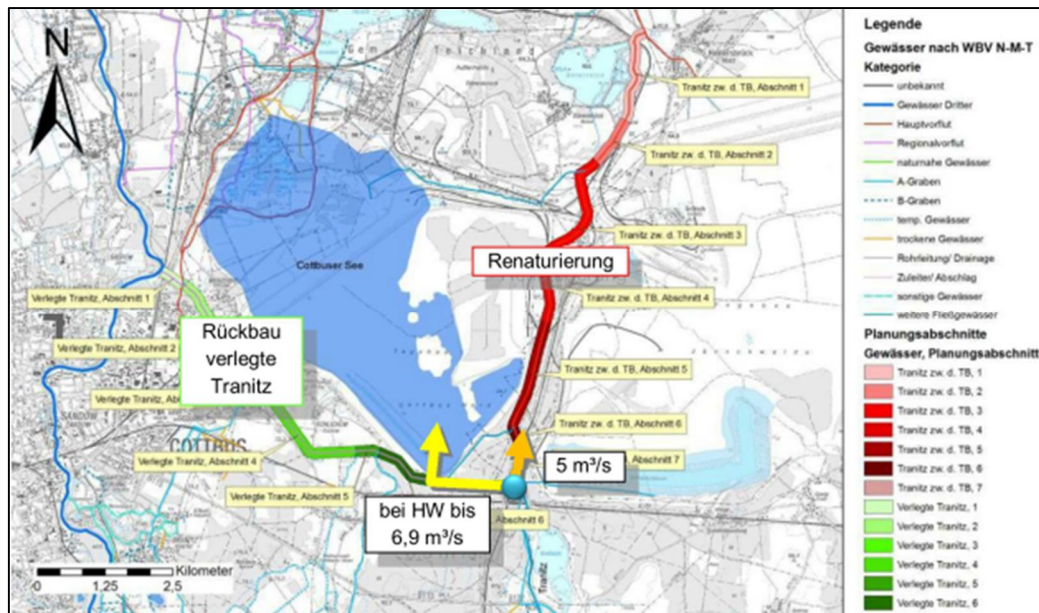 N
Tranitz zw. d. TB, Abschnitt 1
Tranitz zw. d. TB, Abschnitt 2
Tranitz zw. d. TB, Abschnitt 3
Renaturierung
Tranitz zw. d. TB, Abschnitt 4
Cottbuser See
Verlegte Tranitz, Abschnitt 1
Rückbau
verlegte
Tranitz
Verlegte Tranitz, Abschnitt 2
Tranitz zw. d. TB, Abschnitt 5
Tranitz zw. d. TB, Abschnitt 6
COTTBUS
Abschnitt 4
Abschnitt 7
5 m³/s
Verlegte Tranitz, Abschnitt 5
bei HW bis
6,9 m³/s
Abschnitt 6
Tranitz
Kilometer
0 1,25 2,5
Legende
Gewässer nach WBV N-M-T
Kategorie
unbekannt
Gewässer Dritter
Hauptvorflut
Regionalvorflut
naturnahe Gewässer
A-Graben
B-Graben
temp. Gewässer
trockene Gewässer
Rohrleitung/ Drainage
Zuleiter/ Abschlag
sonstige Gewässer
weitere Fließgewässer
Planungsabschnitte
Gewässer, Planungsabschnitt
Tranitz zw. d. TB, 1
Tranitz zw. d. TB, 2
Tranitz zw. d. TB, 3
Tranitz zw. d. TB, 4
Tranitz zw. d. TB, 5
Tranitz zw. d. TB, 6
Tranitz zw. d. TB, 7
Verlegte Tranitz, 1
Verlegte Tranitz, 2
Verlegte Tranitz, 3
Verlegte Tranitz, 4
Verlegte Tranitz, 5
Verlegte Tranitz, 6